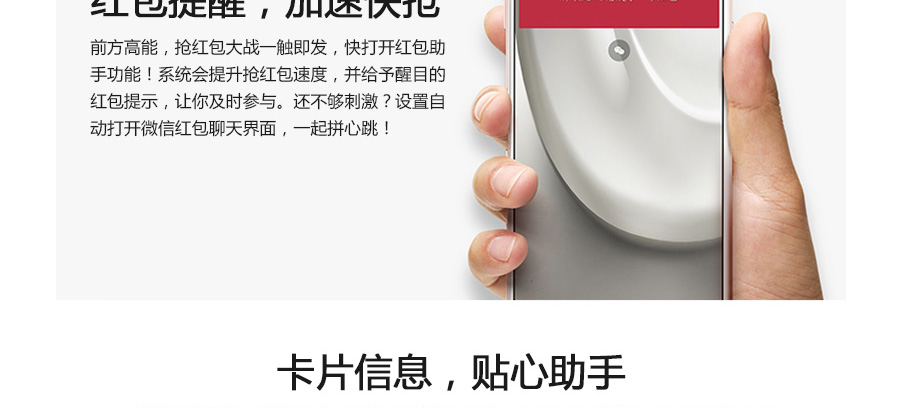 红包提醒，加速快抢
前方高能，抢红包大战一触即发，快打开红包助
手功能！系统会提升抢红包速度，并给予醒目的
红包提示，让你及时参与。还不够刺激？设置自
动打开微信红包聊天界面，一起拼心跳！
卡片信息，贴心助手